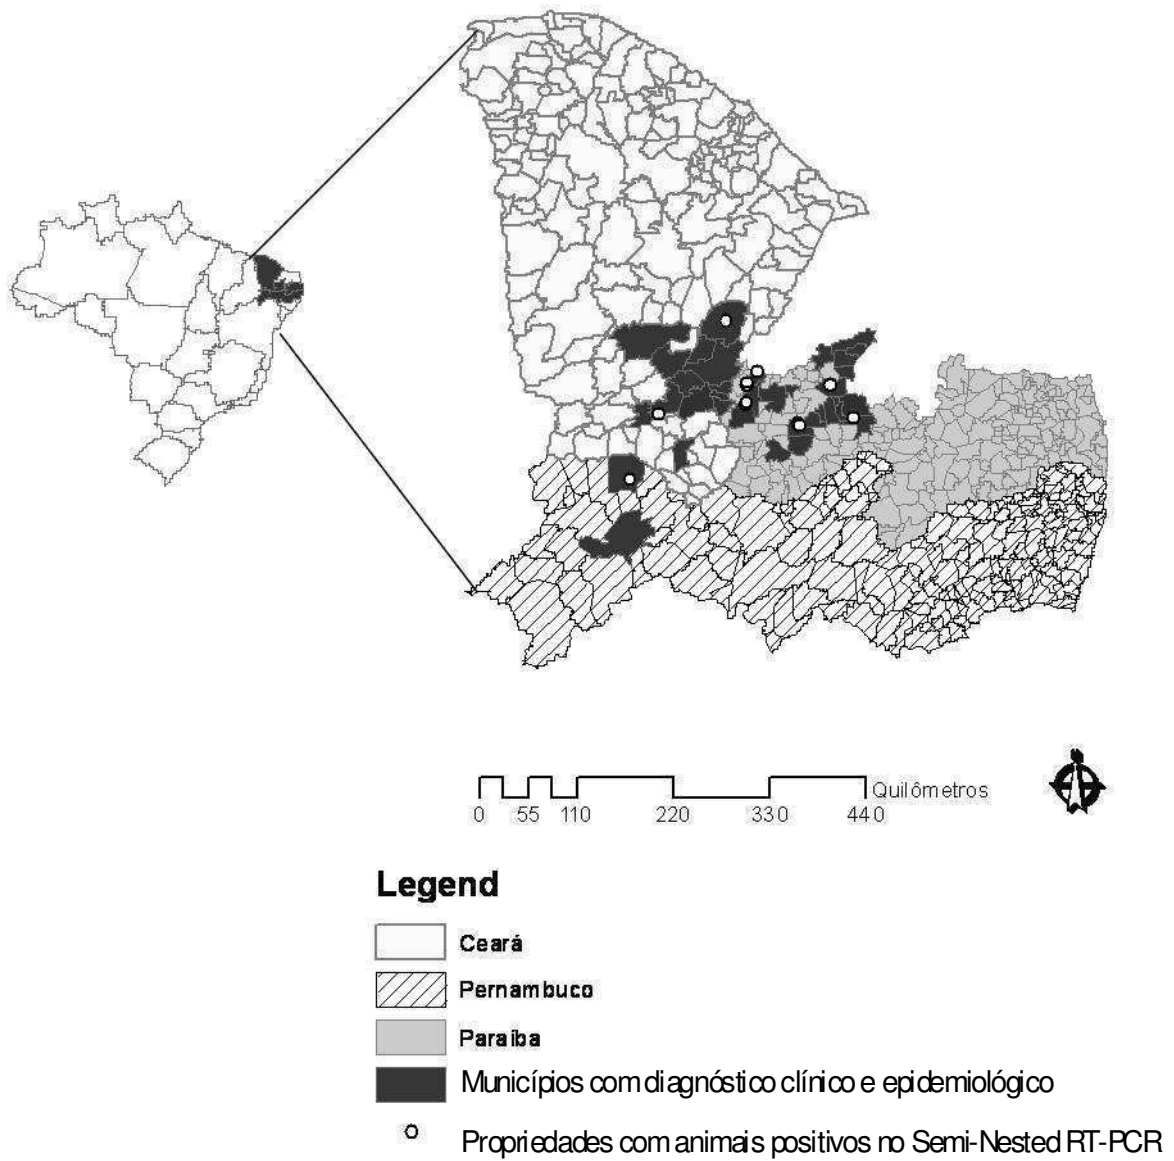 Quilômetros
0 55 110 220 330 440
Legend
Ceará
Pernambuco
Paraíba
Municípios com diagnóstico clínico e epidemiológico
Propriedades com animais positivos no Semi-Nested RT-PCR